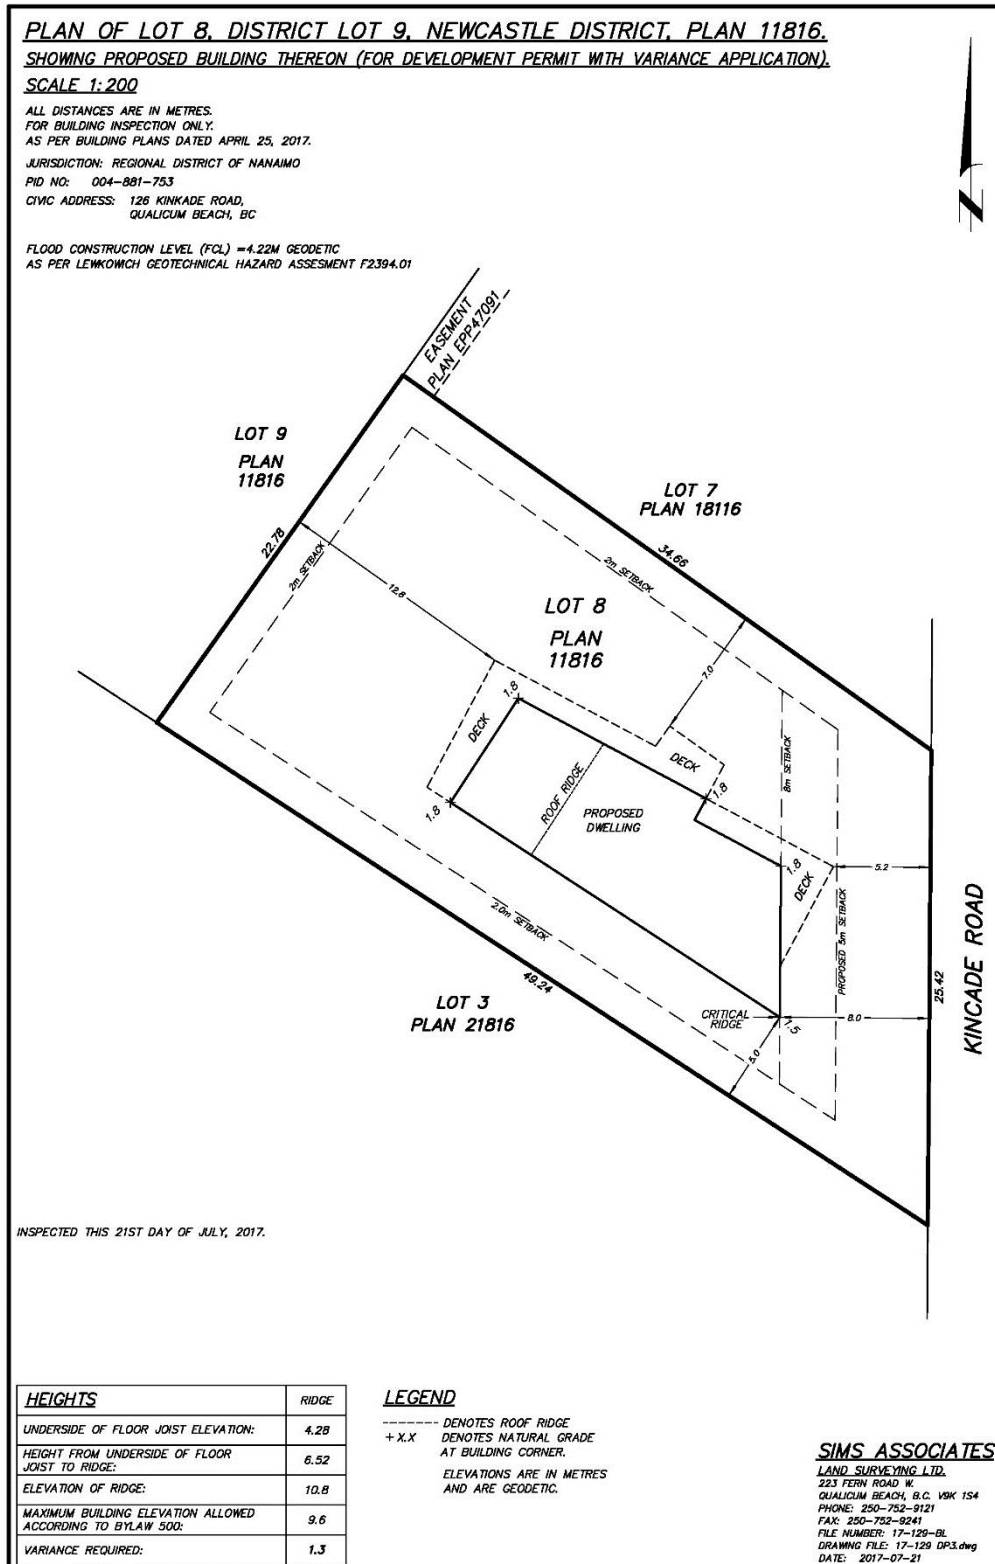 PLAN OF LOT 8, DISTRICT LOT 9, NEWCASTLE DISTRICT, PLAN 11816.
SHOWING PROPOSED BUILDING THEREON (FOR DEVELOPMENT PERMIT WITH VARIANCE APPLICATION).
SCALE 1:200
ALL DISTANCES ARE IN METRES.
FOR BUILDING INSPECTION ONLY.
AS PER BUILDING PLANS DATED APRIL 25, 2017.
JURISDICTION: REGIONAL DISTRICT OF NANAIMO
PID NO: 004-881-753
CIVIC ADDRESS: 126 KINKADE ROAD,
QUALICUM BEACH, BC
FLOOD CONSTRUCTION LEVEL (FCL) =4.22M GEODETIC
AS PER LEWKOWICH GEOTECHNICAL HAZARD ASSESMENT F2394.01
N
EASEMENT
PLAN EPP47091
LOT 9
PLAN
11816
LOT 7
PLAN 18116
22.78
34.66
2m SETBACK
2m SETBACK
12.8
LOT 8
PLAN
11816
7.0
1.8
DECK
DECK
8m SETBACK
ROOF RIDGE
PROPOSED
DWELLING
1.8
1.8
1.8
DECK
5.2
2.0m SETBACK
PROPOSED 5m SETBACK
49.24
LOT 3
PLAN 21816
CRITICAL
RIDGE
1.5
8.0
5.0
25.42
KINCADE ROAD
INSPECTED THIS 21ST DAY OF JULY, 2017.
HEIGHTS RIDGE
UNDERSIDE OF FLOOR JOIST ELEVATION: 4.28
HEIGHT FROM UNDERSIDE OF FLOOR
JOIST TO RIDGE: 6.52
ELEVATION OF RIDGE: 10.8
MAXIMUM BUILDING ELEVATION ALLOWED
ACCORDING TO BYLAW 500: 9.6
VARIANCE REQUIRED: 1.3
LEGEND
-------- DENOTES ROOF RIDGE
+ X.X DENOTES NATURAL GRADE
AT BUILDING CORNER.
ELEVATIONS ARE IN METRES
AND ARE GEODETIC.
SIMS ASSOCIATES
LAND SURVEYING LTD.
223 FERN ROAD W.
QUALICUM BEACH, B.C. V9K 1S4
PHONE: 250-752-9121
FAX: 250-752-9241
FILE NUMBER: 17-129-BL
DRAWING FILE: 17-129 DP3.dwg
DATE: 2017-07-21